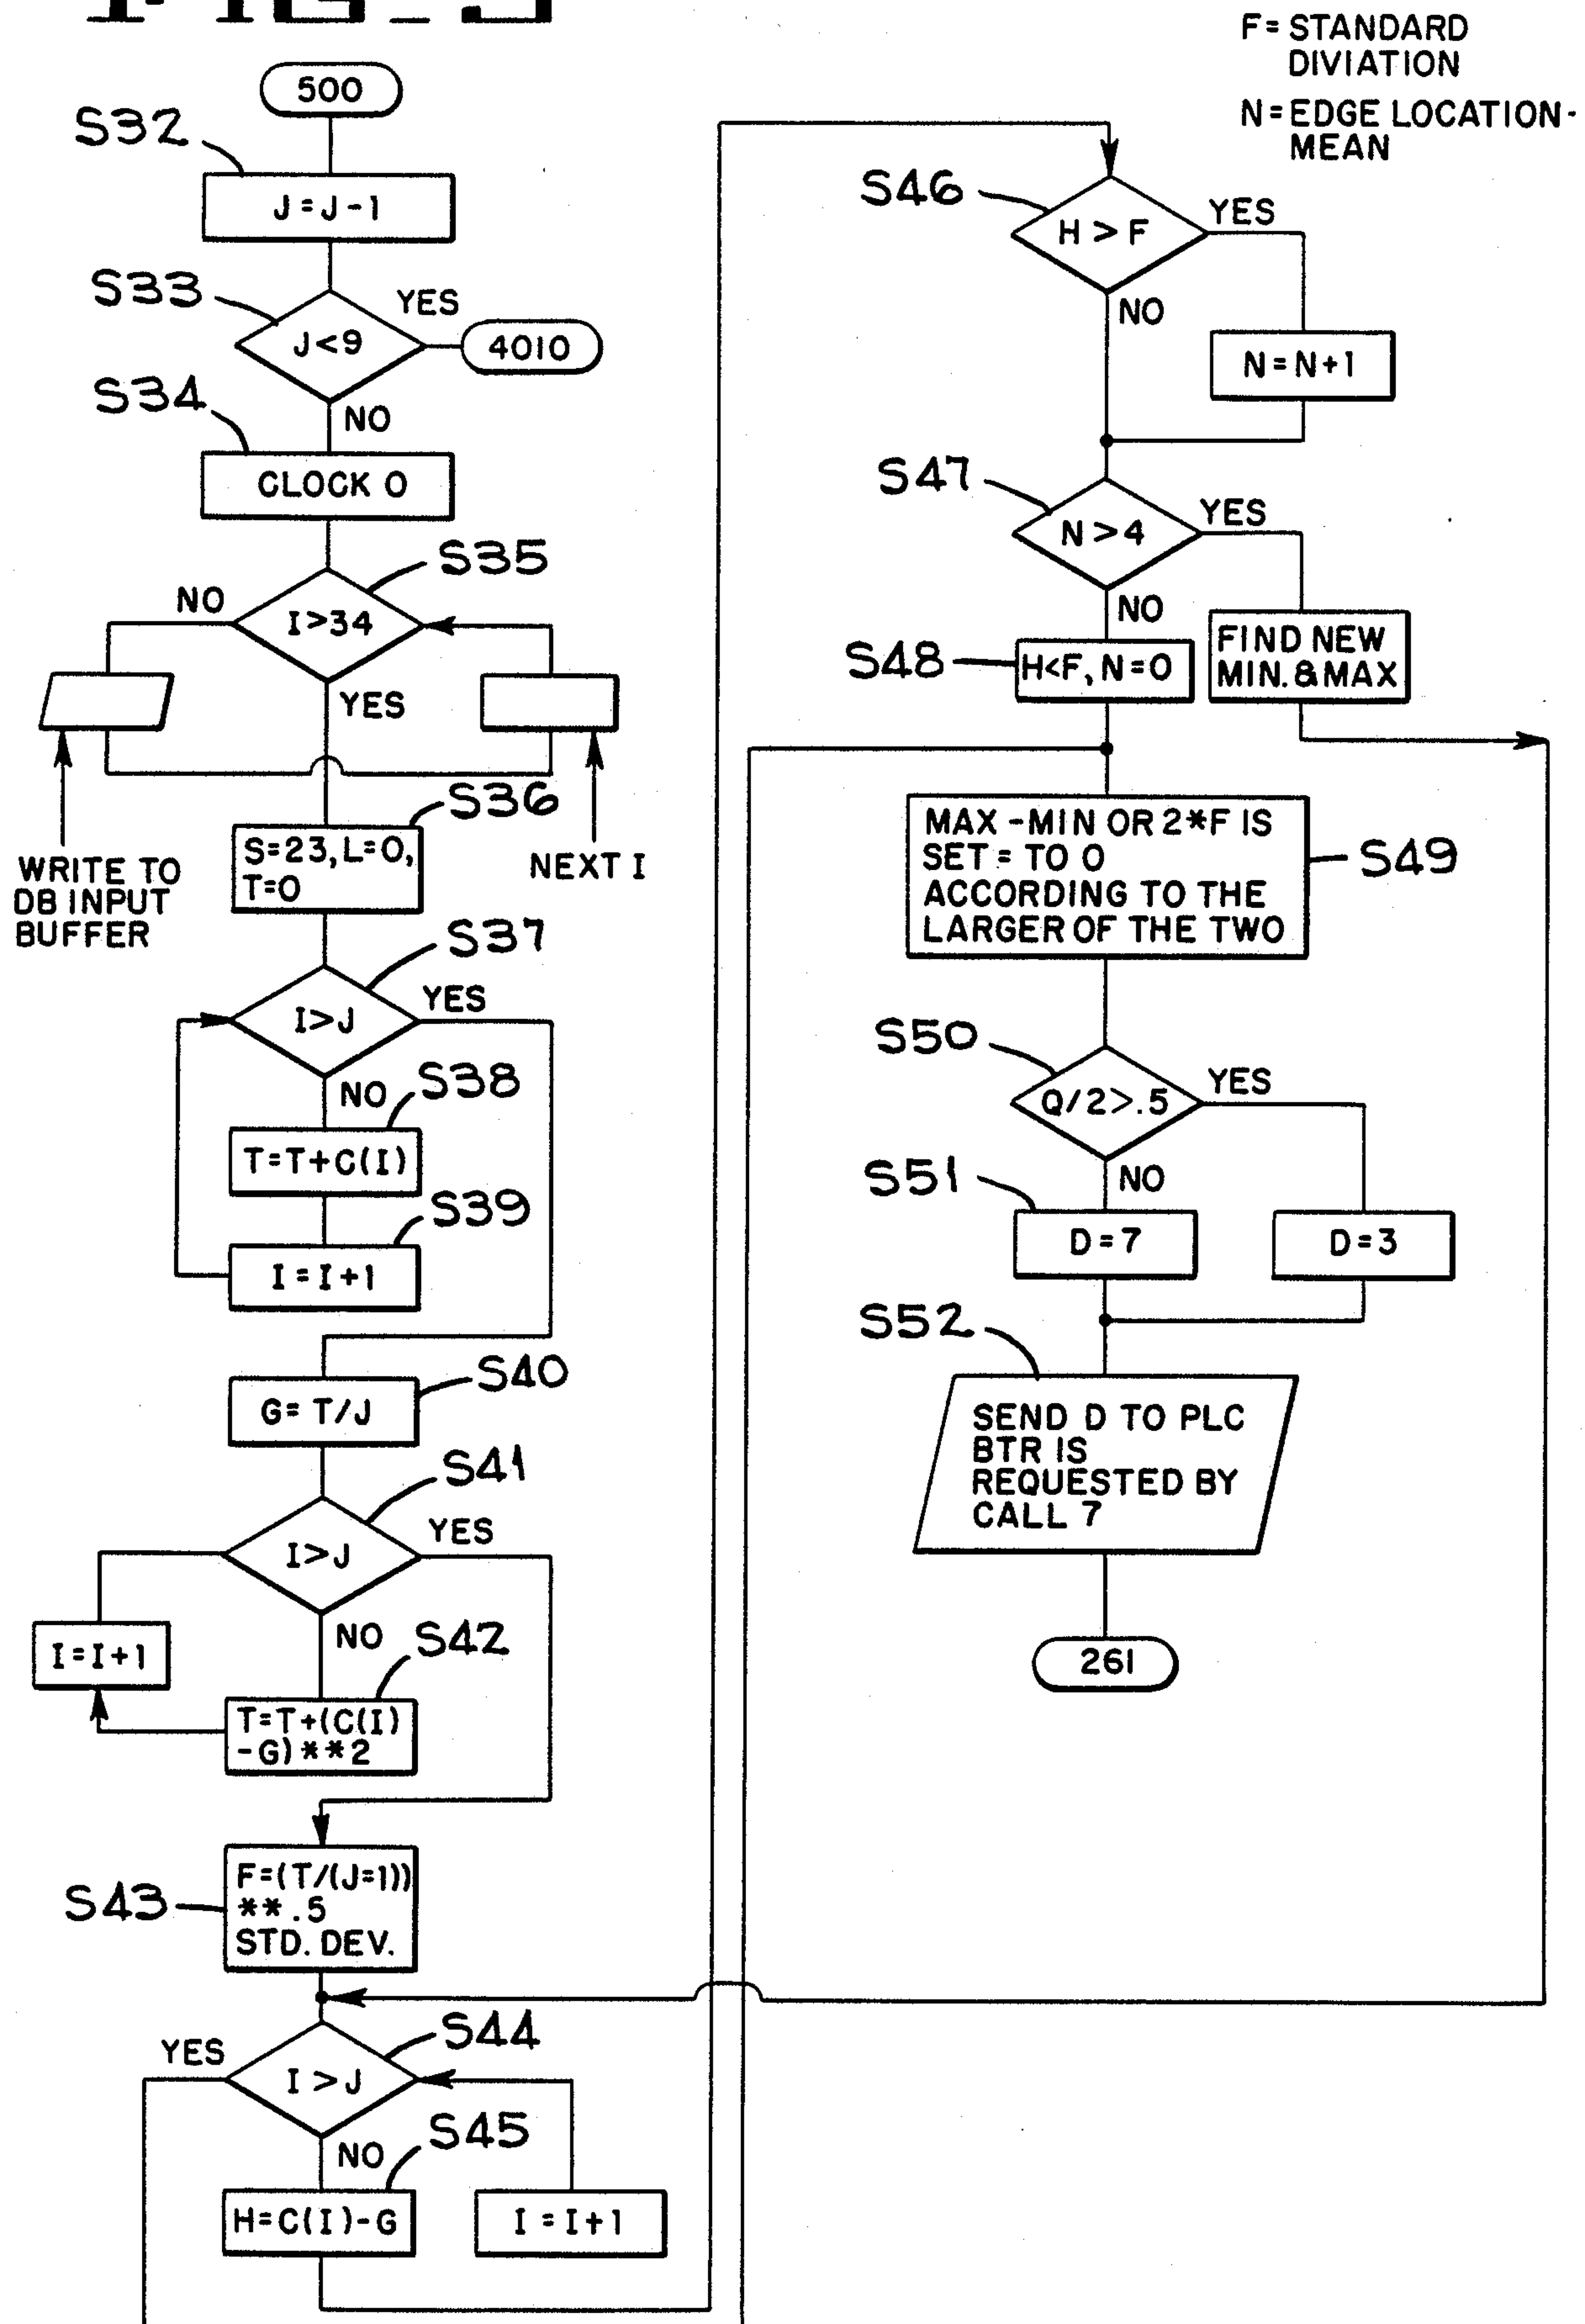 500
S32
J=J-1
S33
J<9
YES
4010
NO
S34
CLOCK 0
S35
I>34
NO
YES
WRITE TO
DB INPUT
BUFFER
NEXT I
S36
S=23, L=0,
T=0
S37
I>J
YES
NO
S38
T=T+C(I)
S39
I=I+1
S40
G= T/J
S41
I>J
YES
NO
I=I+1
S42
T=T+(C(I)
-G)**2
S43
F=(T/(J=1))
** .5
STD. DEV.
S44
I>J
YES
NO
S45
H=C(I)-G
I=I+1
F= STANDARD
DIVIATION
N=EDGE LOCATION-
MEAN
S46
H>F
YES
NO
N=N+1
S47
N>4
YES
NO
S48
H<F, N=0
FIND NEW
MIN.&MAX
MAX-MIN OR 2*F IS
SET= TO 0
ACCORDING TO THE
LARGER OF THE TWO
S49
S50
Q/2>.5
YES
NO
S51
D=7
D=3
S52
SEND D TO PLC
BTR IS
REQUESTED BY
CALL 7
261